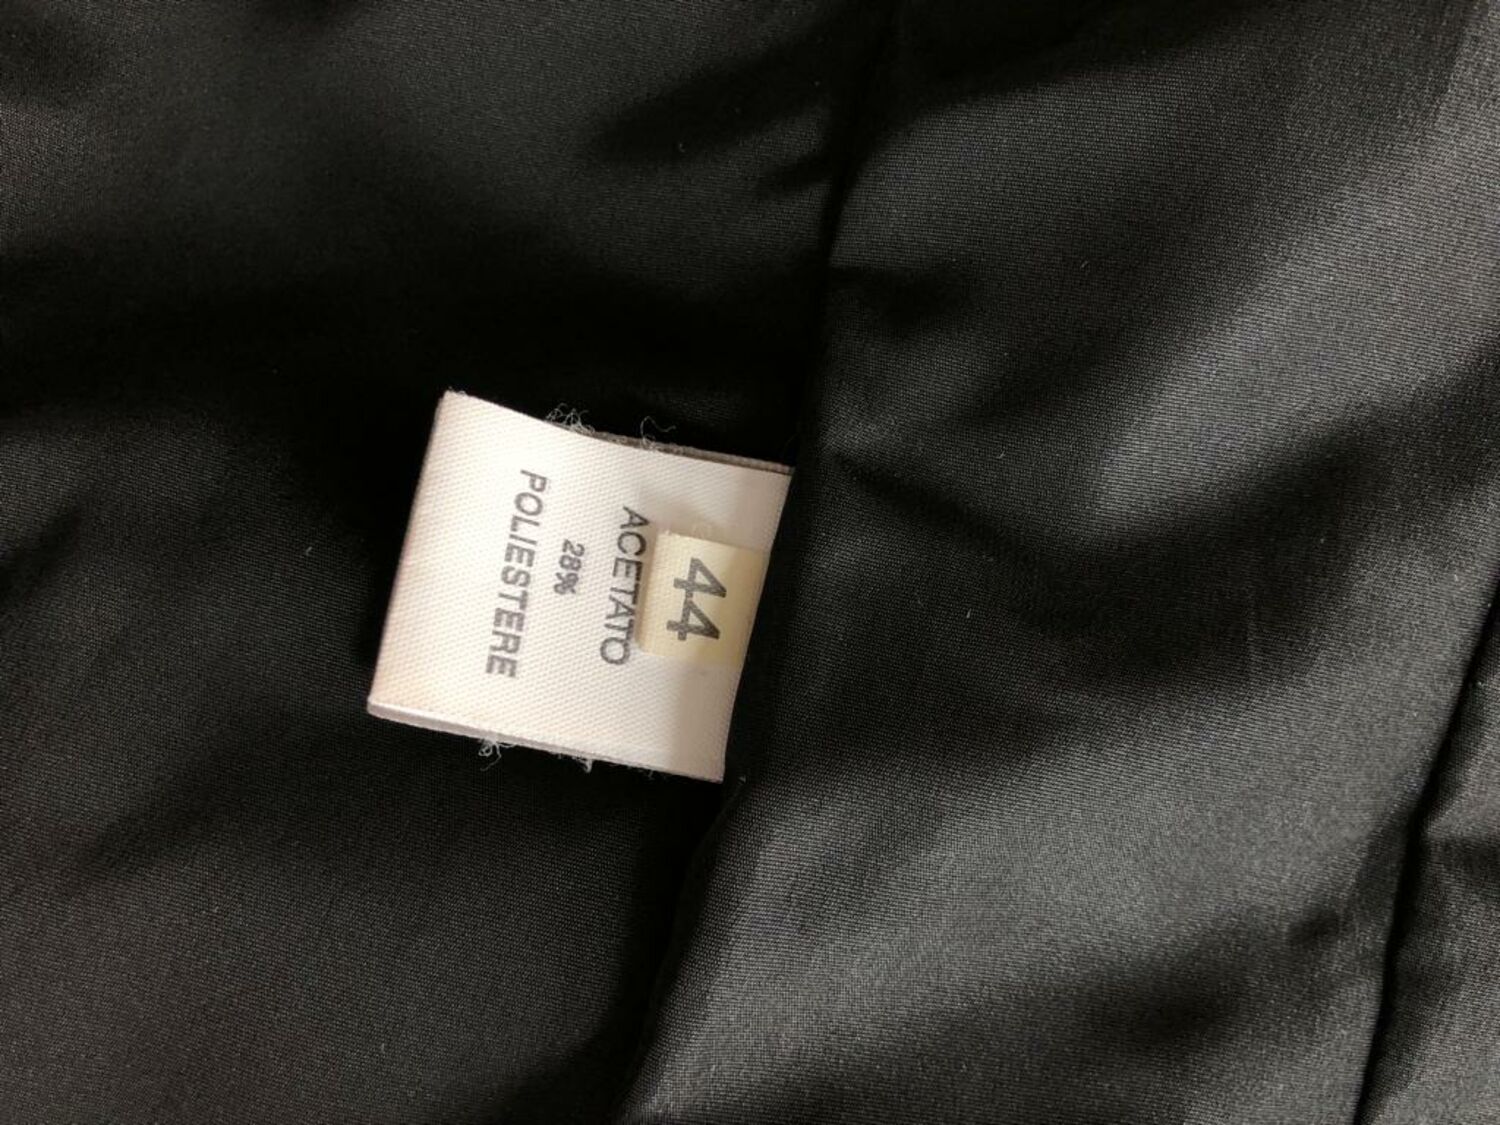 44
ACETATO
28%
POLIESTERE